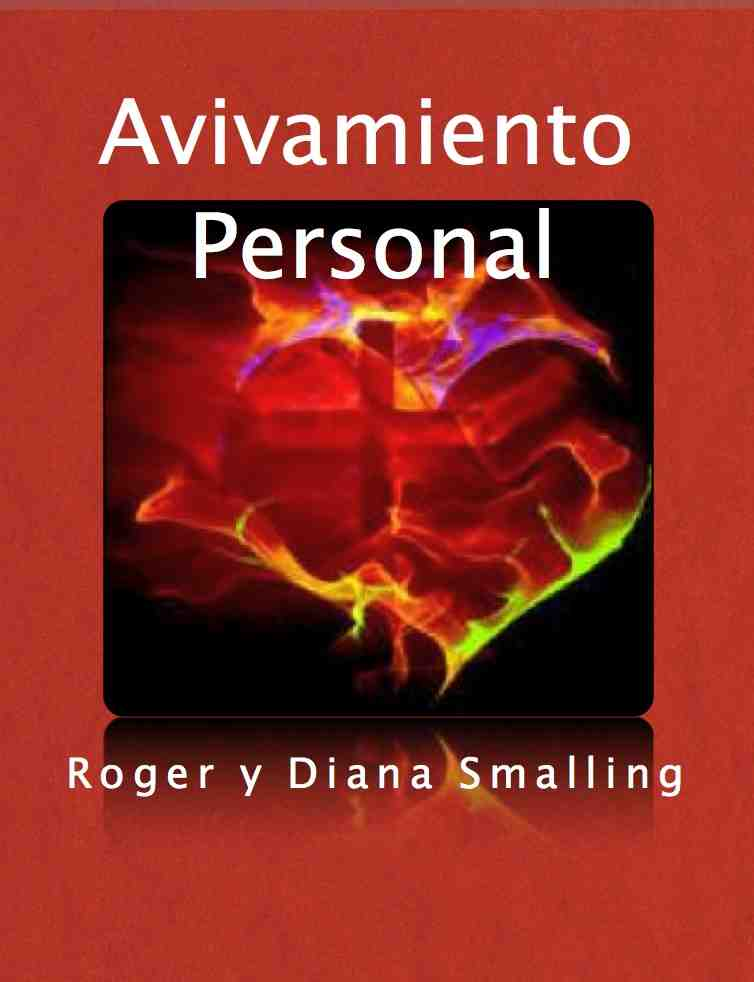 Avivamiento
Personal
Roger y Diana Smalling